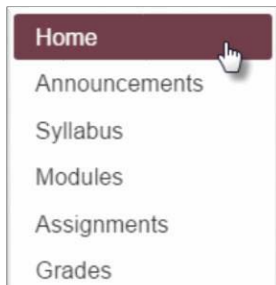 Home
Announcements
Syllabus
Modules
Assignments
Grades